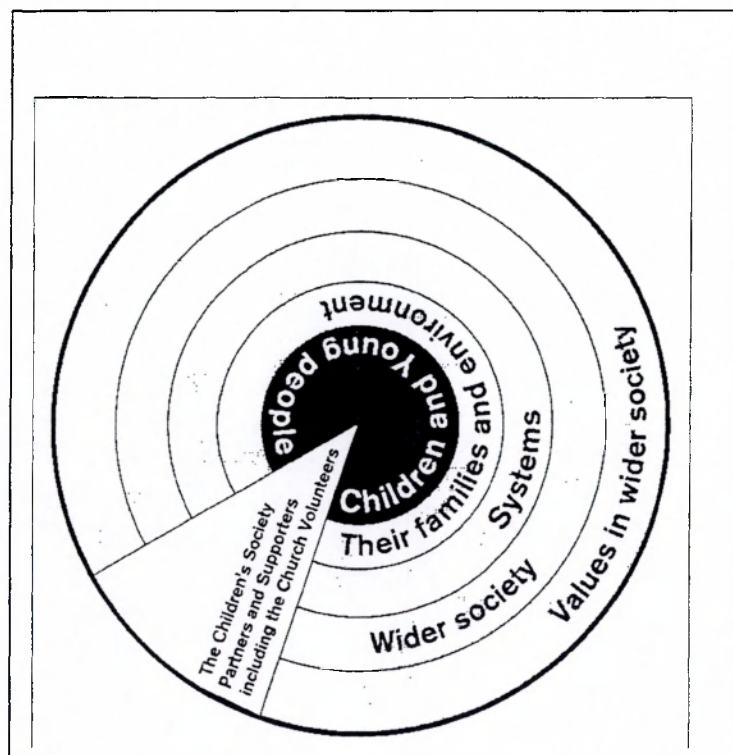 Children and Young people
Their families and environment
Systems
Wider society
Values in wider society
The Children's Society
Partners and Supporters
including the Church Volunteers